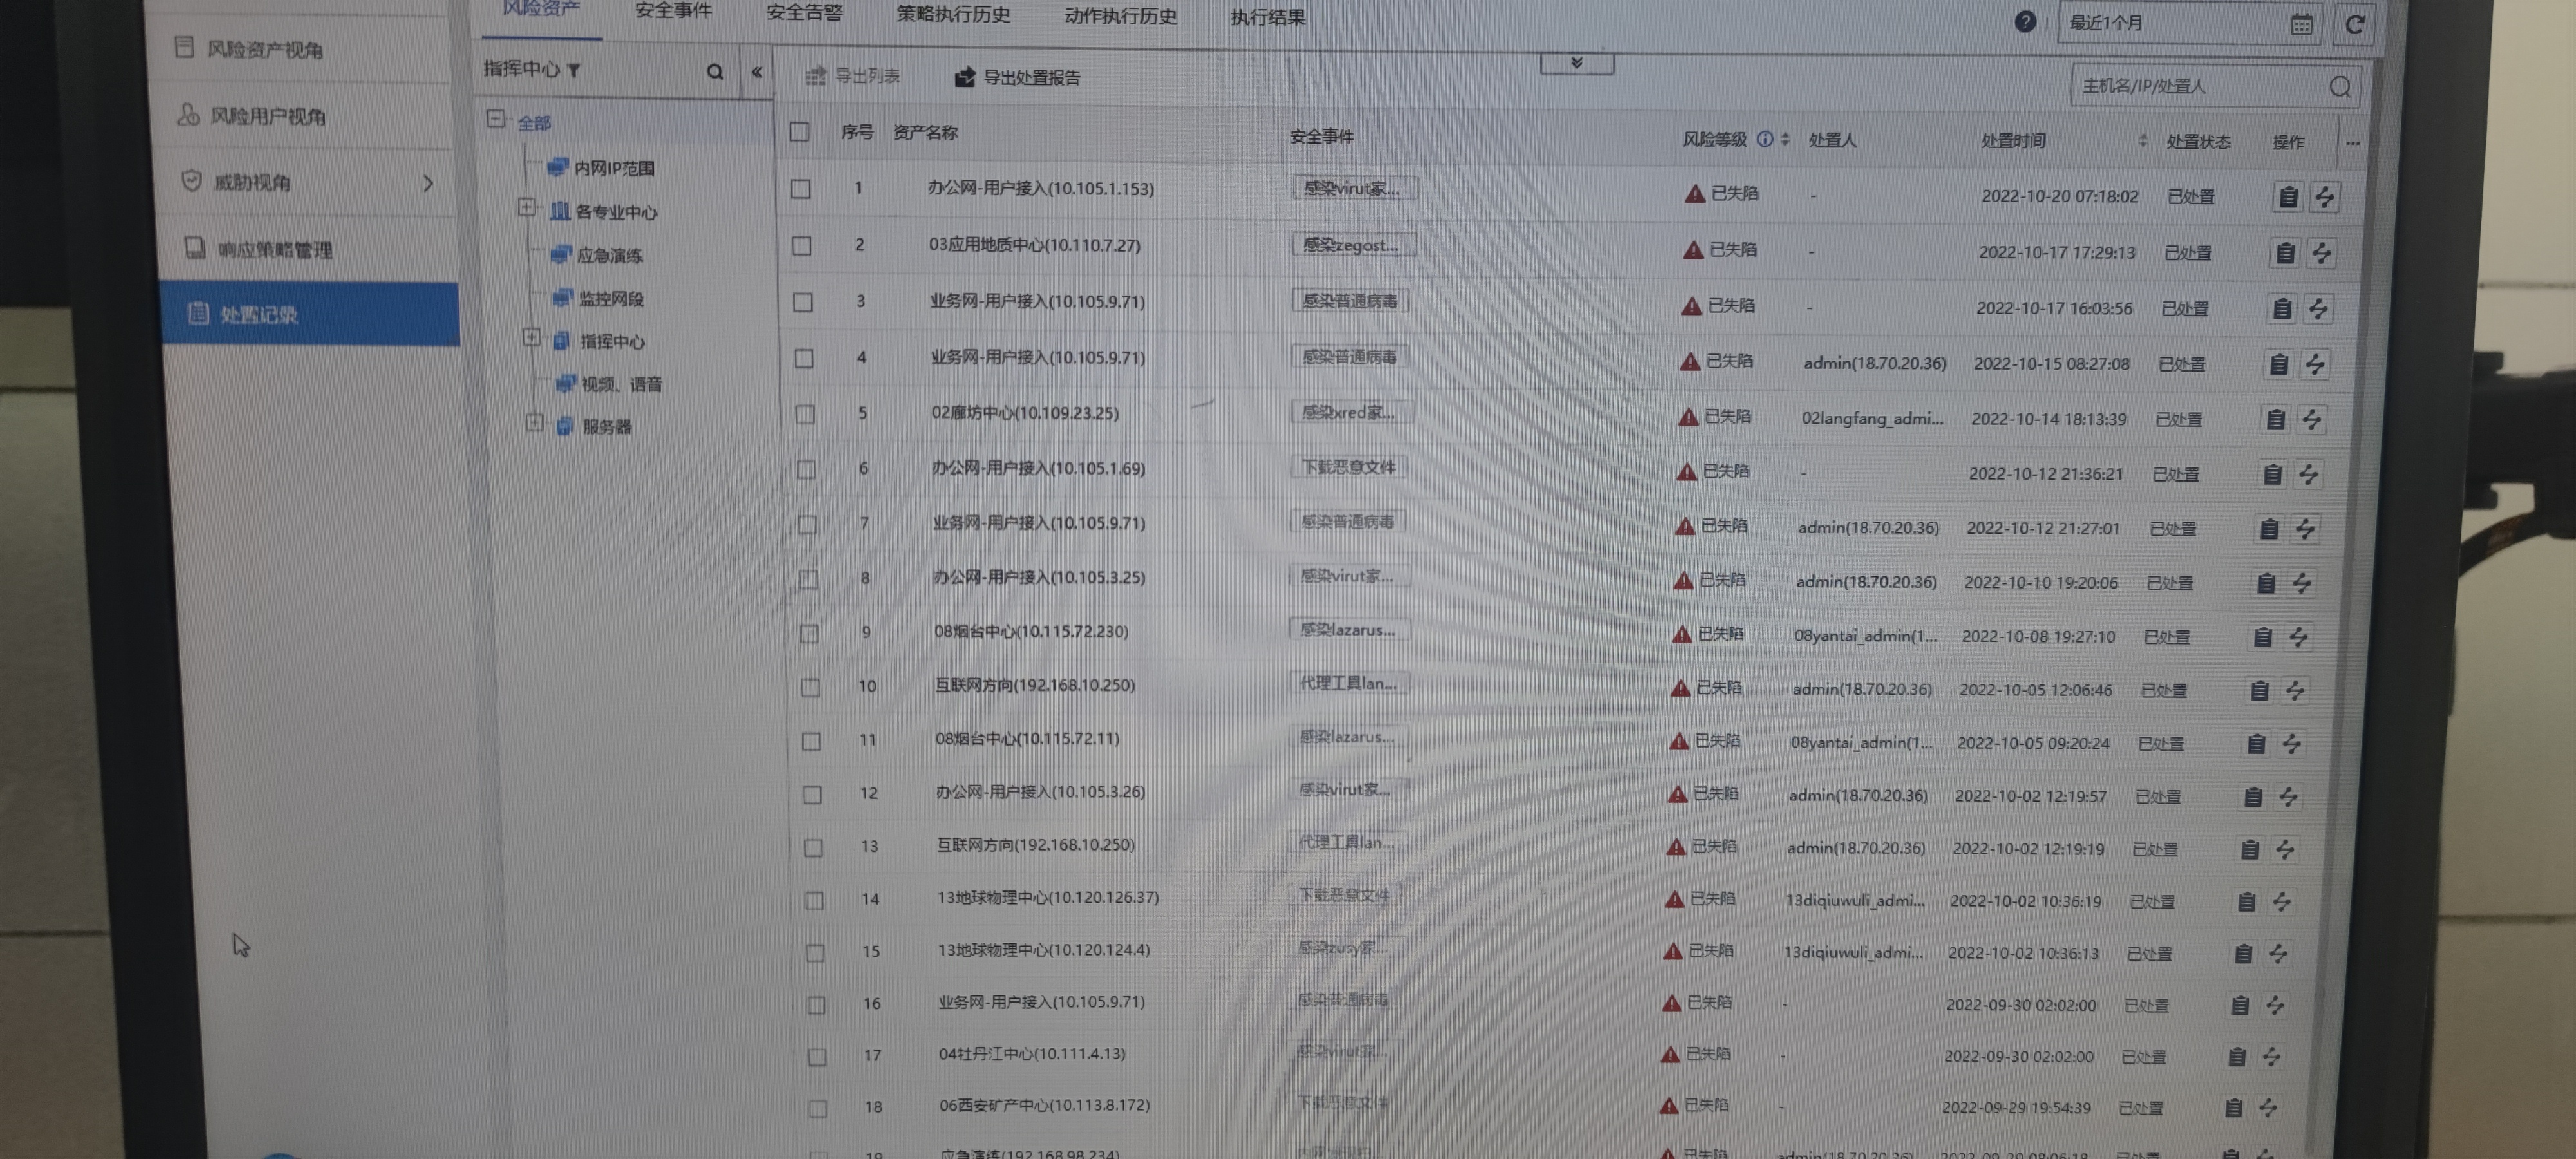 风险资产 安全事件 安全告警 策略执行历史 动作执行历史 执行结果 最近1个月
风险资产视角
风险用户视角
威胁视角
响应策略管理
处置记录
指挥中心
全部
内网IP范围
各专业中心
应急演练
监控网段
指挥中心
视频、语音
服务器
导出列表 导出处置报告 主机名/IP/处置人
序号 资产名称 安全事件 风险等级 处置人 处置时间 处置状态 操作 ...
1 办公网-用户接入(10.105.1.153) 感染virut家... 已失陷 - 2022-10-20 07:18:02 已处置
2 03应用地质中心(10.110.7.27) 感染zegost... 已失陷 - 2022-10-17 17:29:13 已处置
3 业务网-用户接入(10.105.9.71) 感染普通病毒 已失陷 - 2022-10-17 16:03:56 已处置
4 业务网-用户接入(10.105.9.71) 感染普通病毒 已失陷 admin(18.70.20.36) 2022-10-15 08:27:08 已处置
5 02廊坊中心(10.109.23.25) 感染xred家... 已失陷 02langfang_admi... 2022-10-14 18:13:39 已处置
6 办公网-用户接入(10.105.1.69) 下载恶意文件 已失陷 - 2022-10-12 21:36:21 已处置
7 业务网-用户接入(10.105.9.71) 感染普通病毒 已失陷 admin(18.70.20.36) 2022-10-12 21:27:01 已处置
8 办公网-用户接入(10.105.3.25) 感染virut家... 已失陷 admin(18.70.20.36) 2022-10-10 19:20:06 已处置
9 08烟台中心(10.115.72.230) 感染lazarus... 已失陷 08yantai_admin(1... 2022-10-08 19:27:10 已处置
10 互联网方向(192.168.10.250) 代理工具lan... 已失陷 admin(18.70.20.36) 2022-10-05 12:06:46 已处置
11 08烟台中心(10.115.72.11) 感染lazarus... 已失陷 08yantai_admin(1... 2022-10-05 09:20:24 已处置
12 办公网-用户接入(10.105.3.26) 感染virut家... 已失陷 admin(18.70.20.36) 2022-10-02 12:19:57 已处置
13 互联网方向(192.168.10.250) 代理工具lan... 已失陷 admin(18.70.20.36) 2022-10-02 12:19:19 已处置
14 13地球物理中心(10.120.126.37) 下载恶意文件 已失陷 13diqiuwuli_admi... 2022-10-02 10:36:19 已处置
15 13地球物理中心(10.120.124.4) 感染zusy家... 已失陷 13diqiuwuli_admi... 2022-10-02 10:36:13 已处置
16 业务网-用户接入(10.105.9.71) 感染普通病毒 已失陷 - 2022-09-30 02:02:00 已处置
17 04牡丹江中心(10.111.4.13) 感染virut家... 已失陷 - 2022-09-30 02:02:00 已处置
18 06西安矿产中心(10.113.8.172) 下载恶意文件 已失陷 - 2022-09-29 19:54:39 已处置
19 应急演练(192.168.98.234) 已失陷 admin(18.70.20.36) 已处置